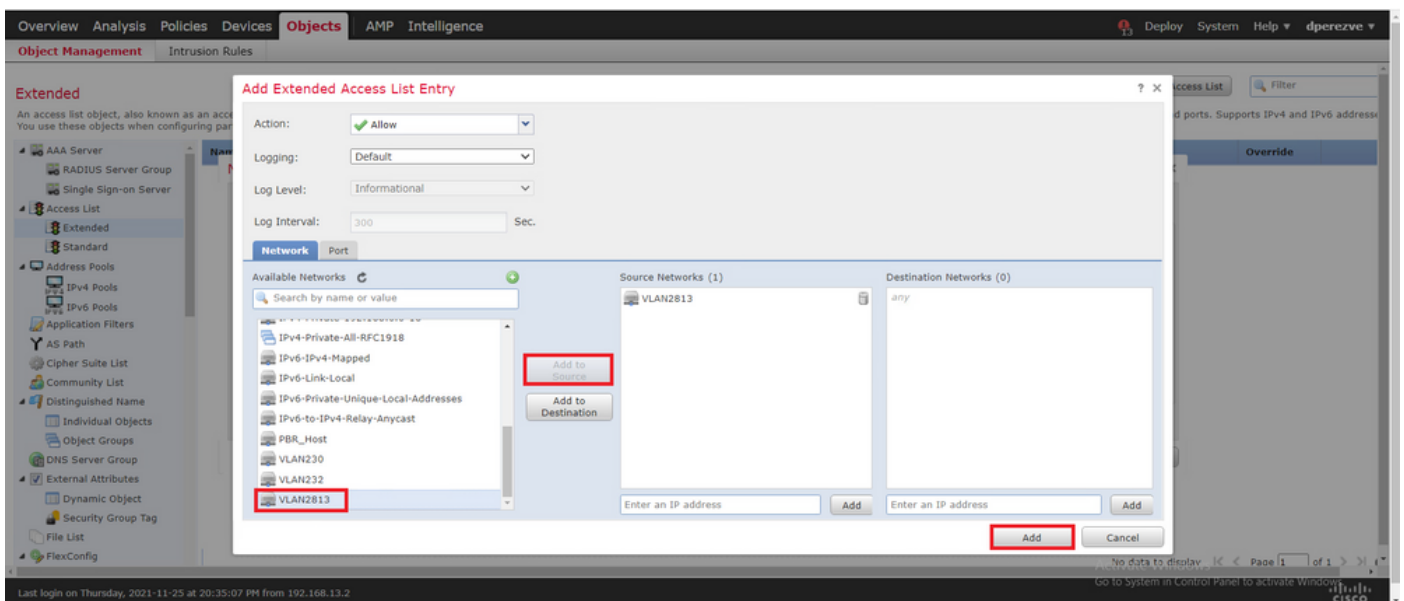 Overview Analysis Policies Devices Objects AMP Intelligence Deploy System Help dperezve
Object Management Intrusion Rules
Extended
Add Extended Access List Entry ? ccess List Filter
An access list object, also known as an acce
You use these objects when configuring par
d ports. Supports IPv4 and IPv6 addresse
Action: Allow
Logging: Default
Log Level: Informational
Log Interval: 300 Sec.
Network Port
Available Networks
Search by name or value
IPv4-Private-All-RFC1918
IPv6-IPv4-Mapped
IPv6-Link-Local
IPv6-Private-Unique-Local-Addresses
IPv6-to-IPv4-Relay-Anycast
PBR_Host
VLAN230
VLAN232
VLAN2813
Add to
Source
Add to
Destination
Source Networks (1)
VLAN2813
Enter an IP address Add
Destination Networks (0)
any
Enter an IP address Add
Add Cancel
Override
AAA Server
RADIUS Server Group
Single Sign-on Server
Access List
Extended
Standard
Address Pools
IPv4 Pools
IPv6 Pools
Application Filters
AS Path
Cipher Suite List
Community List
Distinguished Name
Individual Objects
Object Groups
DNS Server Group
External Attributes
Dynamic Object
Security Group Tag
File List
FlexConfig
No data to display Page 1 of 1
Activate Windows
Go to System in Control Panel to activate Windows.
Last login on Thursday, 2021-11-25 at 20:35:07 PM from 192.168.13.2
CISCO